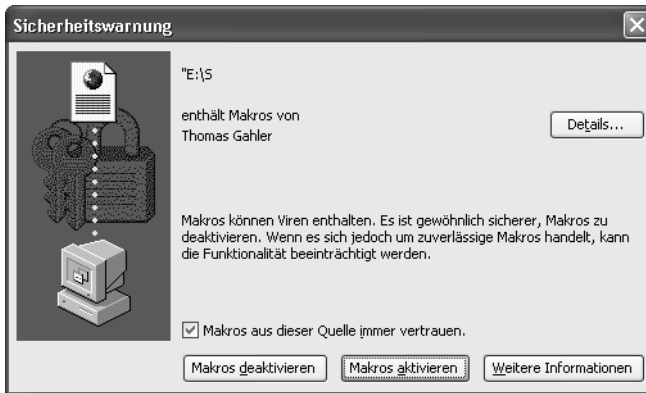 Sicherheitswarnung
"E:\S
enthält Makros von
Thomas Gahler
Details...
Makros können Viren enthalten. Es ist gewöhnlich sicherer, Makros zu
deaktivieren. Wenn es sich jedoch um zuverlässige Makros handelt, kann
die Funktionalität beeinträchtigt werden.
Makros aus dieser Quelle immer vertrauen.
Makros deaktivieren
Makros aktivieren
Weitere Informationen